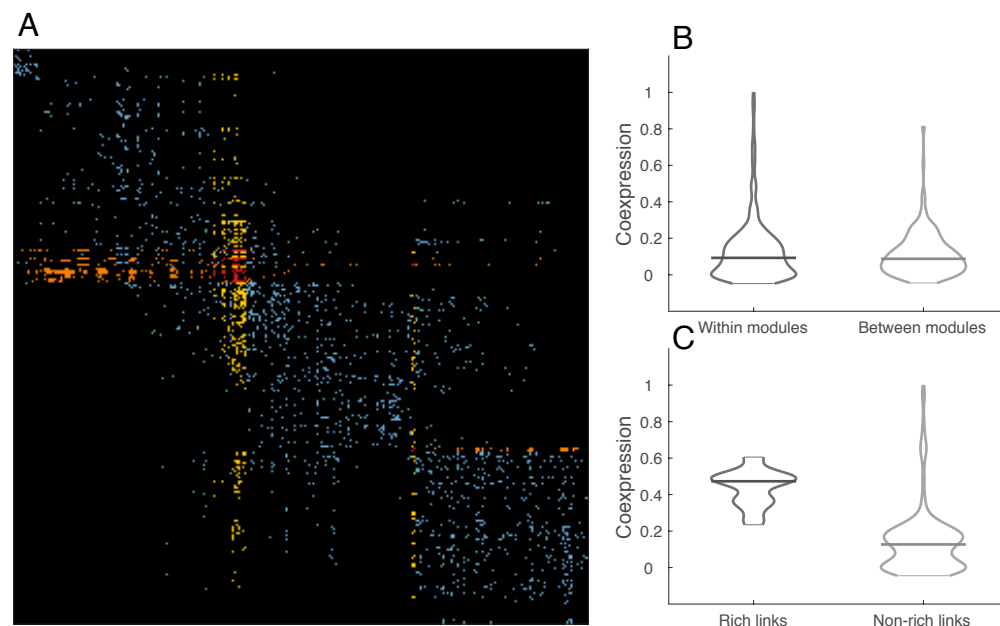 A
B
1
0.8
0.6
0.4
0.2
0
Coexpression
Within modules
Between modules
C
1
0.8
0.6
0.4
0.2
0
Coexpression
Rich links
Non-rich links